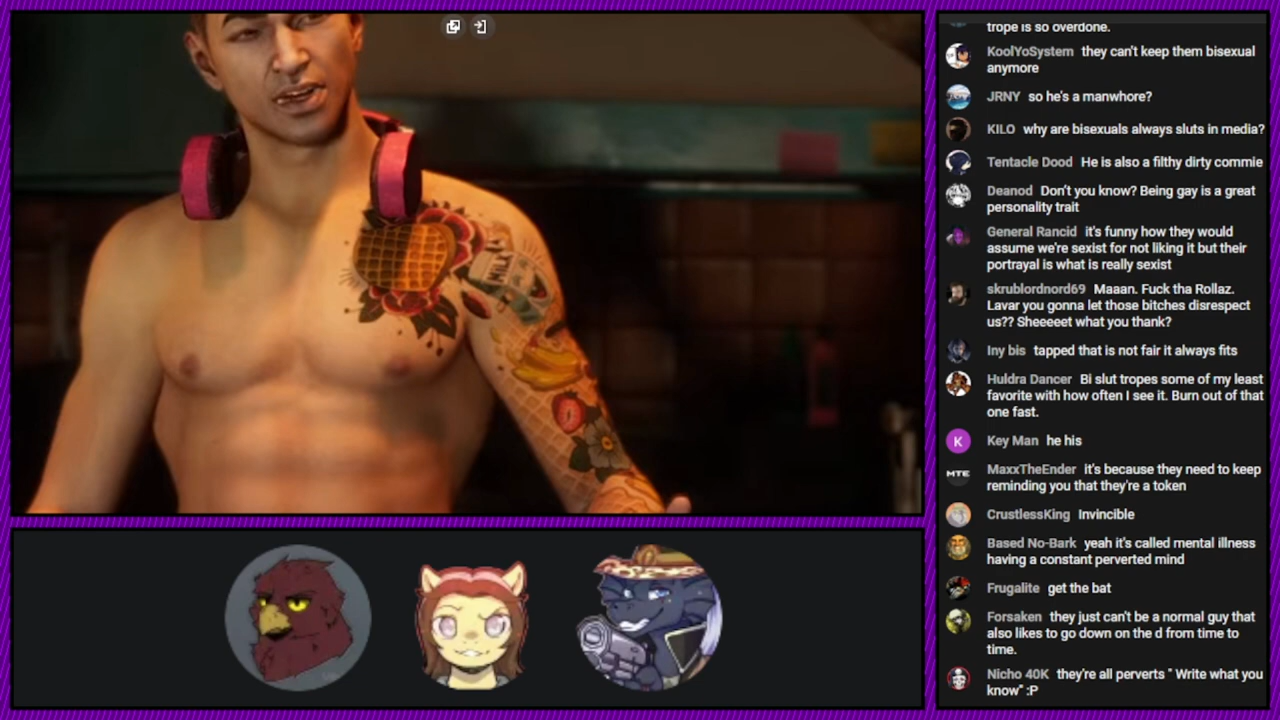 trope is so overdone.
KoolYoSystem they can't keep them bisexual
anymore
JRNY so he's a manwhore?
KILO why are bisexuals always sluts in media?
Tentacle Dood He is also a filthy dirty commie
Deanod Don't you know? Being gay is a great
personality trait
General Rancid it's funny how they would
assume we're sexist for not liking it but their
portrayal is what is really sexist
skrublordnord69 Maaan. Fuck tha Rollaz.
Lavar you gonna let those bitches disrespect
us?? Sheeeeet what you thank?
Iny bis tapped that is not fair it always fits
Huldra Dancer Bi slut tropes some of my least
favorite with how often I see it. Burn out of that
one fast.
K Key Man he his
MTE MaxxTheEnder it's because they need to keep
reminding you that they're a token
CrustlessKing Invincible
Based No-Bark yeah it's called mental illness
having a constant perverted mind
Frugalite get the bat
Forsaken they just can't be a normal guy that
also likes to go down on the d from time to
time.
Nicho 40K they're all perverts " Write what you
know" :P
MILK